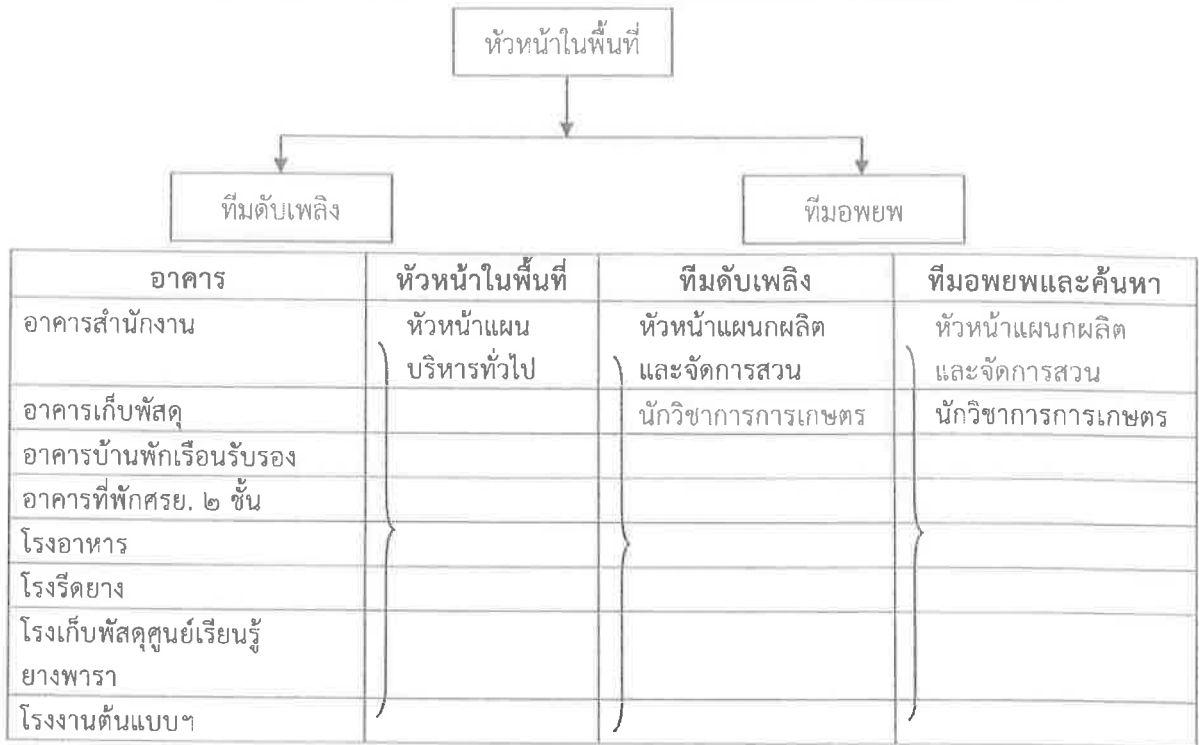 หัวหน้าในพื้นที่
ทีมดับเพลิง
ทีมอพยพ
อาคาร
หัวหน้าในพื้นที่
ทีมดับเพลิง
ทีมอพยพและค้นหา
อาคารสำนักงาน
หัวหน้าแผน
บริหารทั่วไป
หัวหน้าแผนกผลิต
และจัดการสวน
หัวหน้าแผนกผลิต
และจัดการสวน
อาคารเก็บพัสดุ
นักวิชาการการเกษตร
นักวิชาการการเกษตร
อาคารบ้านพักเรือนรับรอง
อาคารที่พักศรย. ๒ ชั้น
โรงอาหาร
โรงรีดยาง
โรงเก็บพัสดุศูนย์เรียนรู้
ยางพารา
โรงงานต้นแบบฯ